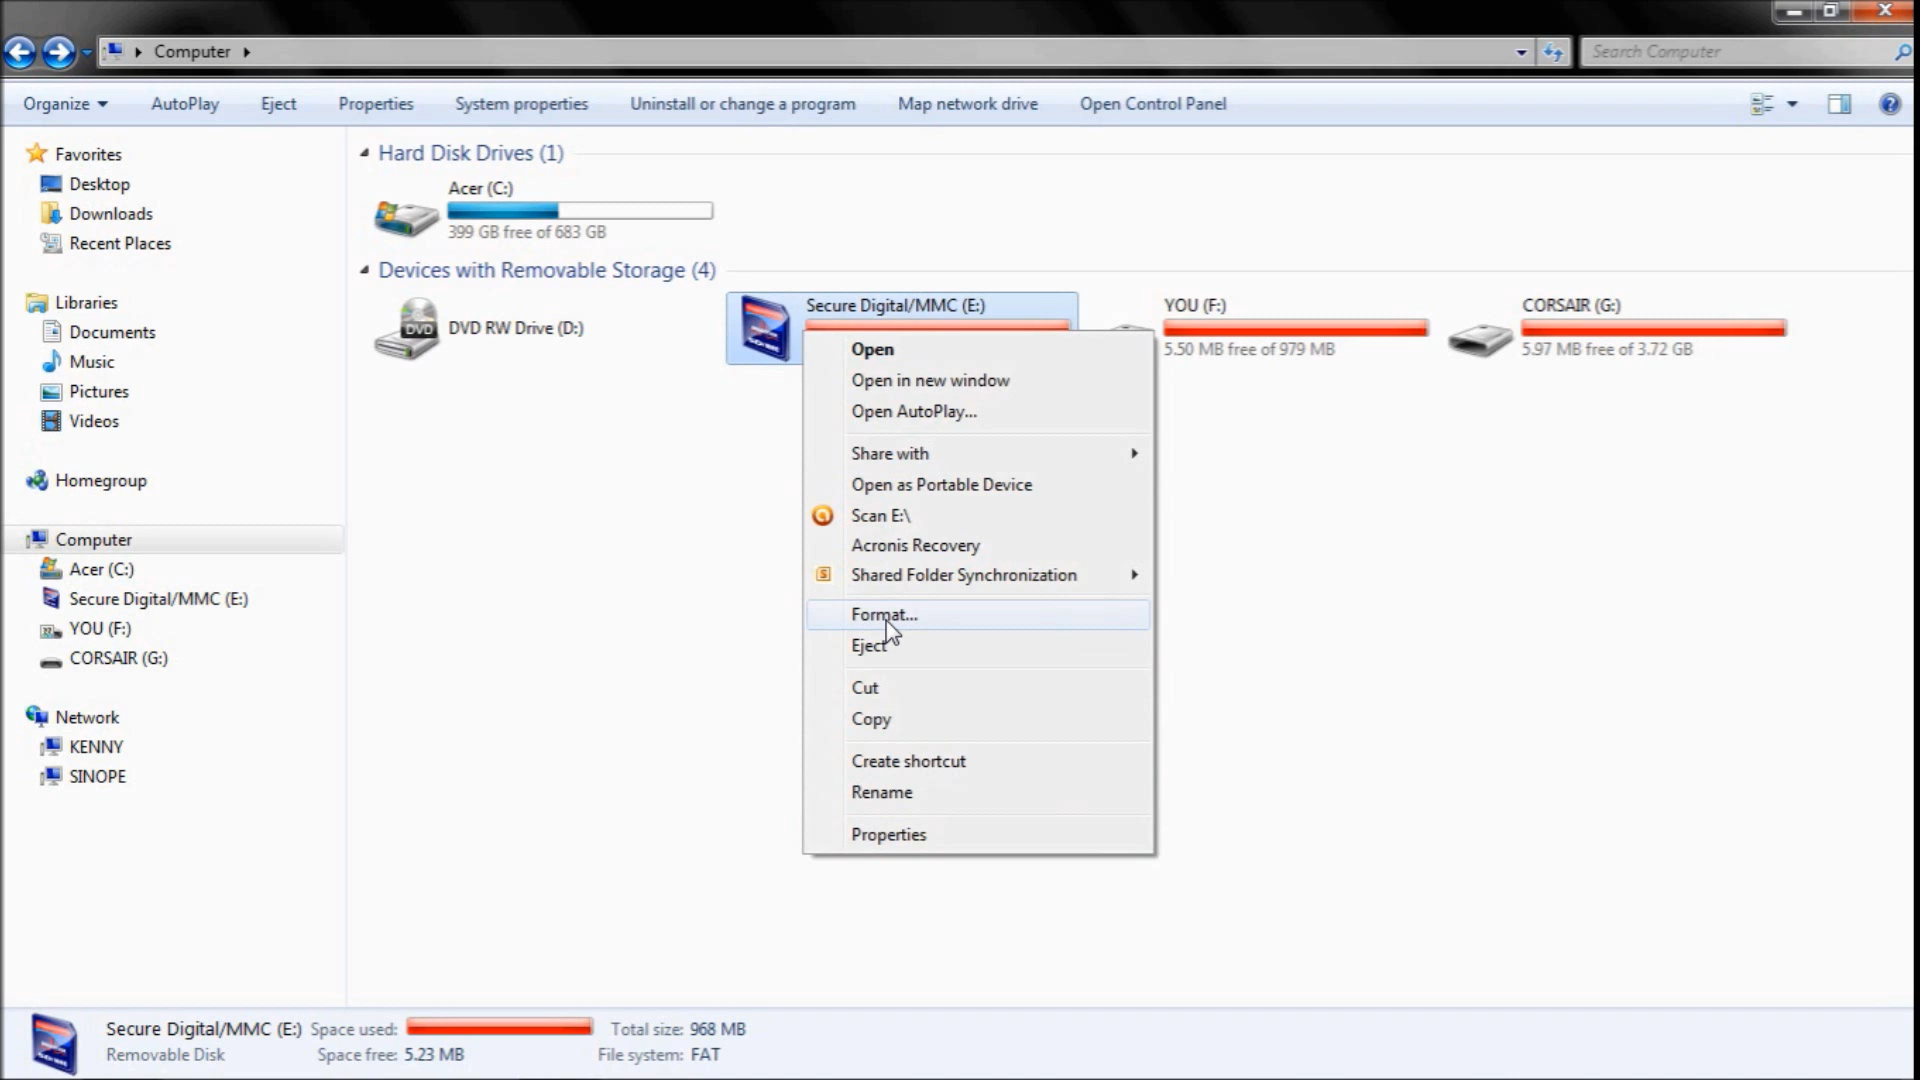 Computer
Search Computer
Organize
AutoPlay
Eject
Properties
System properties
Uninstall or change a program
Map network drive
Open Control Panel
Favorites
Desktop
Downloads
Recent Places
Libraries
Documents
Music
Pictures
Videos
Homegroup
Computer
Acer (C:)
Secure Digital/MMC (E:)
YOU (F:)
CORSAIR (G:)
Network
KENNY
SINOPE
Hard Disk Drives (1)
Acer (C:)
399 GB free of 683 GB
Devices with Removable Storage (4)
DVD
DVD RW Drive (D:)
Secure Digital/MMC (E:)
YOU (F:)
5.50 MB free of 979 MB
CORSAIR (G:)
5.97 MB free of 3.72 GB
Open
Open in new window
Open AutoPlay...
Share with
Open as Portable Device
Scan E:\
Acronis Recovery
Shared Folder Synchronization
Format...
Eject
Cut
Copy
Create shortcut
Rename
Properties
Secure Digital/MMC (E:) Space used: Total size: 968 MB
Removable Disk Space free: 5.23 MB File system: FAT